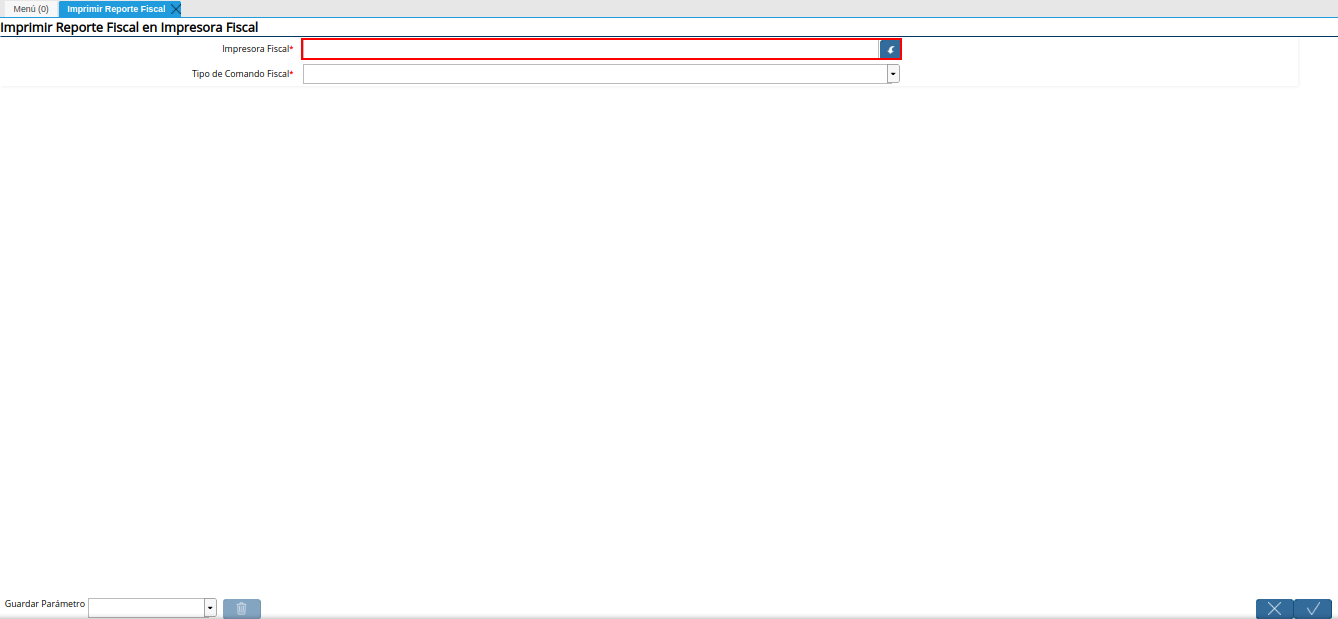 Menú (0) Imprimir Reporte Fiscal
Imprimir Reporte Fiscal en Impresora Fiscal
Impresora Fiscal*
Tipo de Comando Fiscal*
Guardar Parámetro